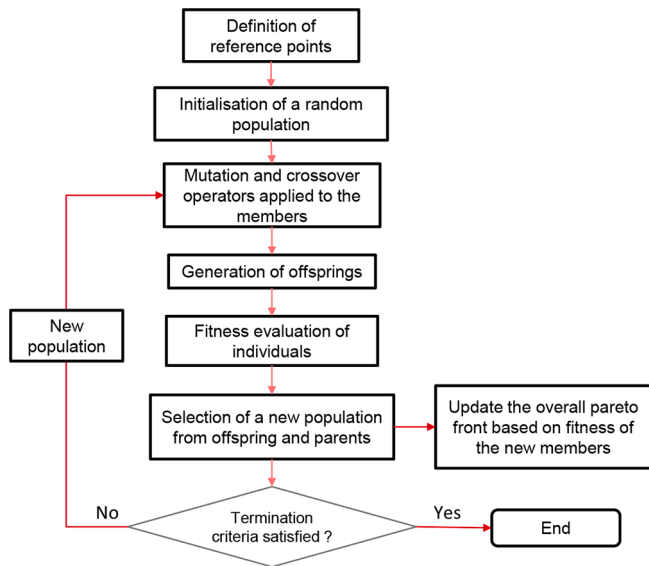 Definition of
reference points
Initialisation of a random
population
Mutation and crossover
operators applied to the
members
Generation of offsprings
New
population
Fitness evaluation of
individuals
Selection of a new population
from offspring and parents
Update the overall pareto
front based on fitness of
the new members
No
Termination
criteria satisfied ?
Yes
End